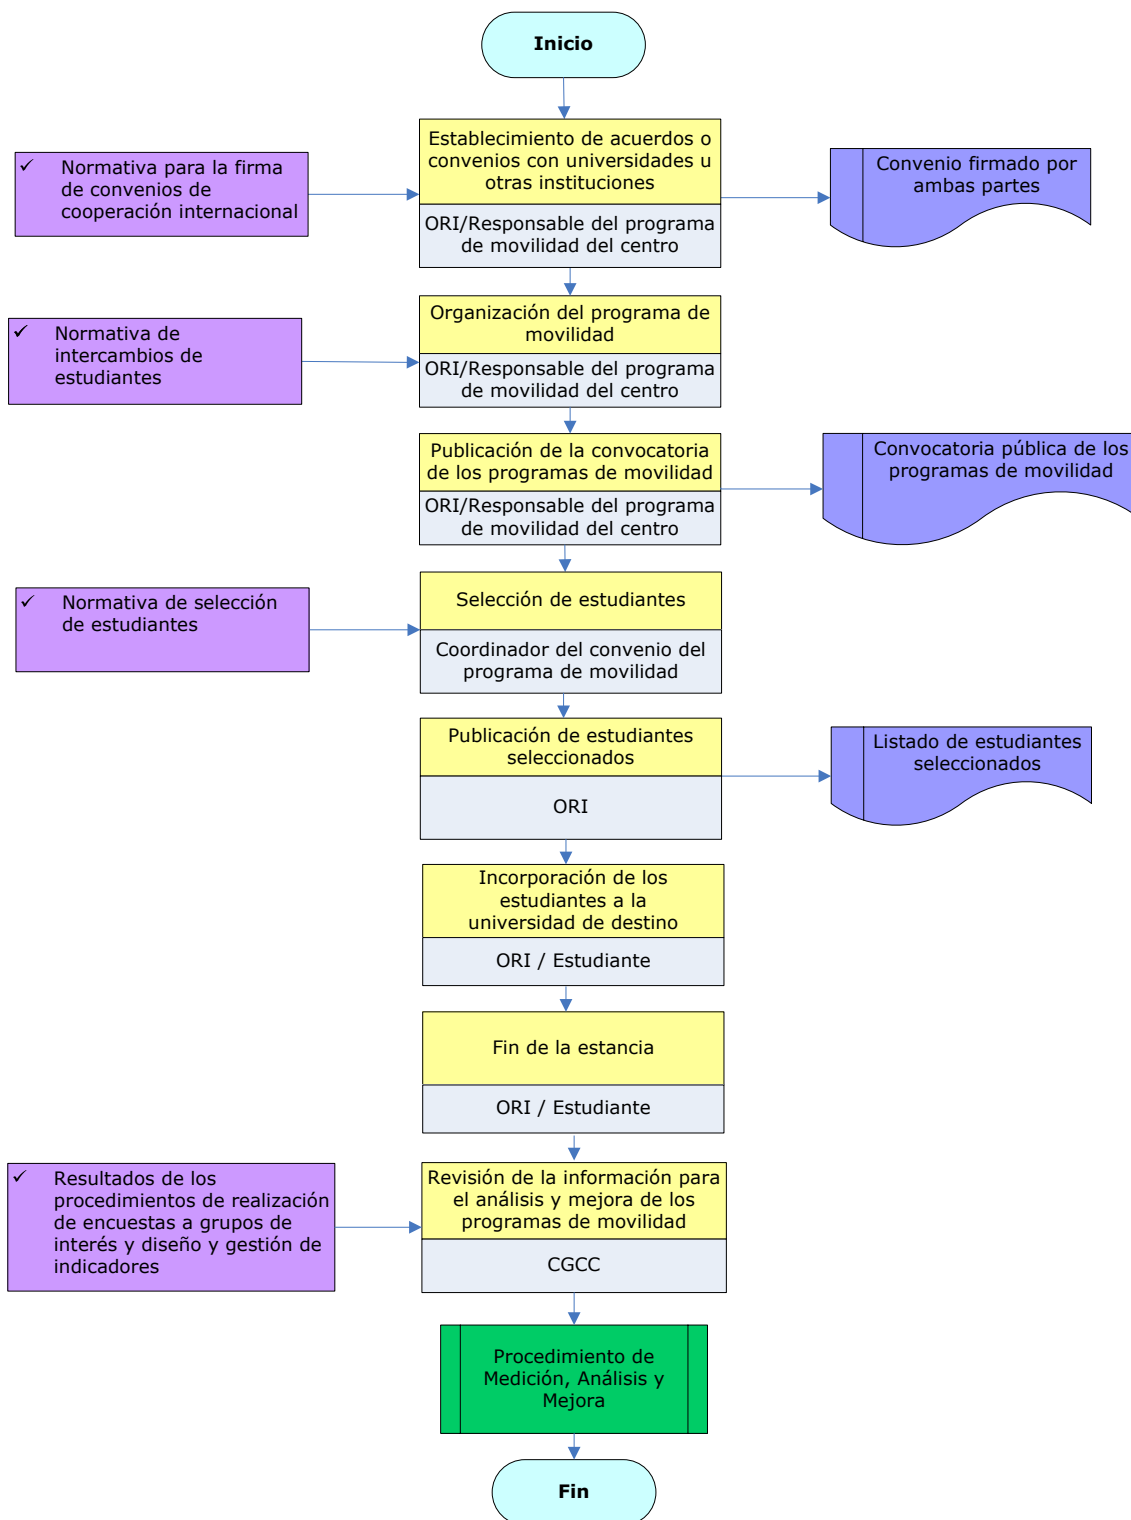 Inicio
Establecimiento de acuerdos o
convenios con universidades u
otras instituciones
ORI/Responsable del programa
de movilidad del centro
✓ Normativa para la firma
de convenios de
cooperación internacional
Convenio firmado por
ambas partes
Organización del programa de
movilidad
ORI/Responsable del programa
de movilidad del centro
✓ Normativa de
intercambios de
estudiantes
Publicación de la convocatoria
de los programas de movilidad
ORI/Responsable del programa
de movilidad del centro
Convocatoria pública de los
programas de movilidad
Selección de estudiantes
Coordinador del convenio del
programa de movilidad
✓ Normativa de selección
de estudiantes
Publicación de estudiantes
seleccionados
ORI
Listado de estudiantes
seleccionados
Incorporación de los
estudiantes a la
universidad de destino
ORI / Estudiante
Fin de la estancia
ORI / Estudiante
Revisión de la información para
el análisis y mejora de los
programas de movilidad
CGCC
✓ Resultados de los
procedimientos de realización
de encuestas a grupos de
interés y diseño y gestión de
indicadores
Procedimiento de
Medición, Análisis y
Mejora
Fin